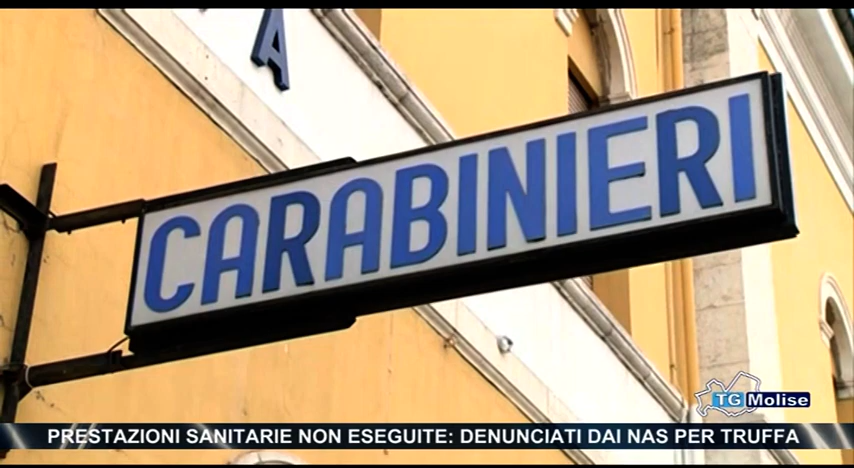 A
CARABINIERI
TG Molise
PRESTAZIONI SANITARIE NON ESEGUITE: DENUNCIATI DAI NAS PER TRUFFA